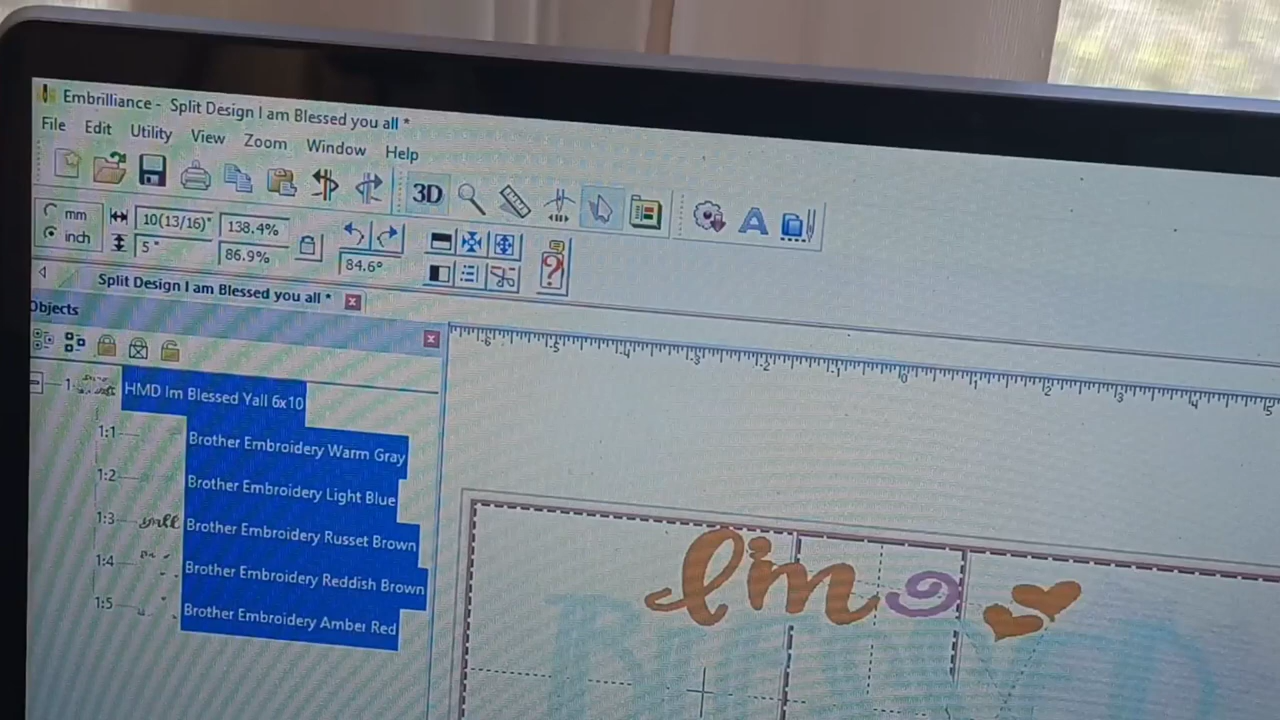 Embrilliance - Split Design I am Blessed you all *
File Edit Utility View Zoom Window Help
3D
mm 10(13/16)" 138.4%
inch 5 " 86.9% 84.6°
Split Design I am Blessed you all *
Objects
1 HMD Im Blessed Yall 6x10
1:1 Brother Embroidery Warm Gray
1:2 Brother Embroidery Light Blue
1:3 Brother Embroidery Russet Brown
1:4 Brother Embroidery Reddish Brown
1:5 Brother Embroidery Amber Red
-6 -5 -4 -3 -2 -1 0 1 2 3 4 5
I'm